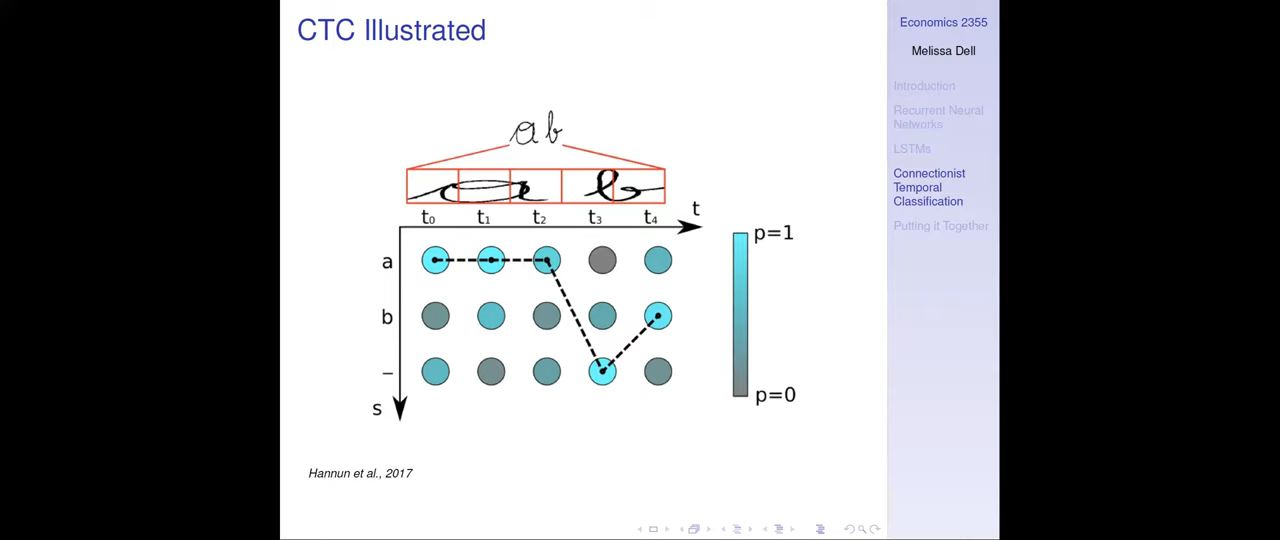 CTC Illustrated
ab
a b
t₀ t₁ t₂ t₃ t₄ t
a
b
–
s
p=1
p=0
Hannun et al., 2017
Economics 2355
Melissa Dell
Introduction
Recurrent Neural
Networks
LSTMs
Connectionist
Temporal
Classification
Putting it Together